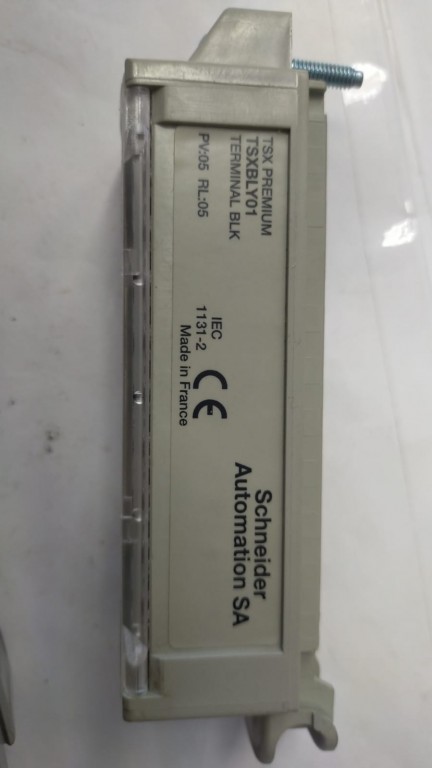 TSX PREMIUM
TSXBLY01
TERMINAL BLK
PV:05 RL:05
IEC
1131-2
Made in France
CE
Schneider
Automation SA